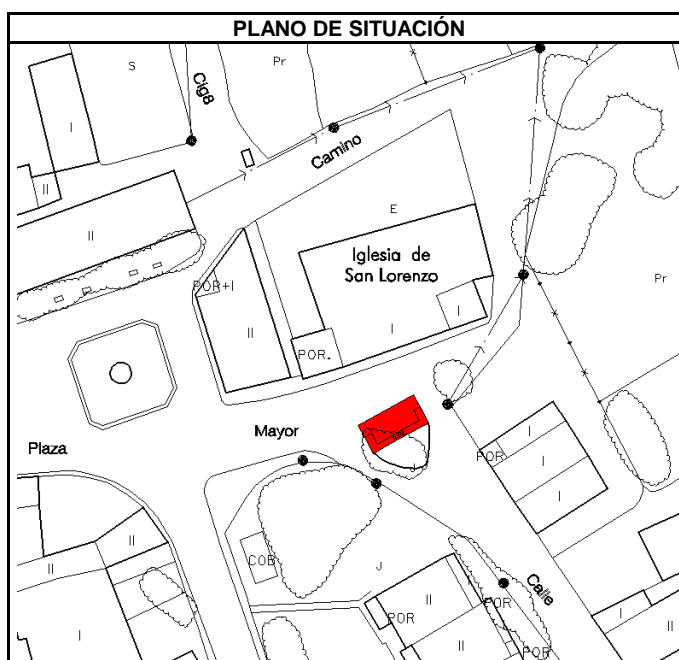 PLANO DE SITUACIÓN
S
Pr
Cig8
I
Camino
II
E
II
Iglesia de
San Lorenzo
Pr
POR+I
II
I
I
POR.
Mayor
Plaza
J
POR
I
I
I
II
II
COB
J
Calle
I
POR
II
II
I
POR
POR
I
II